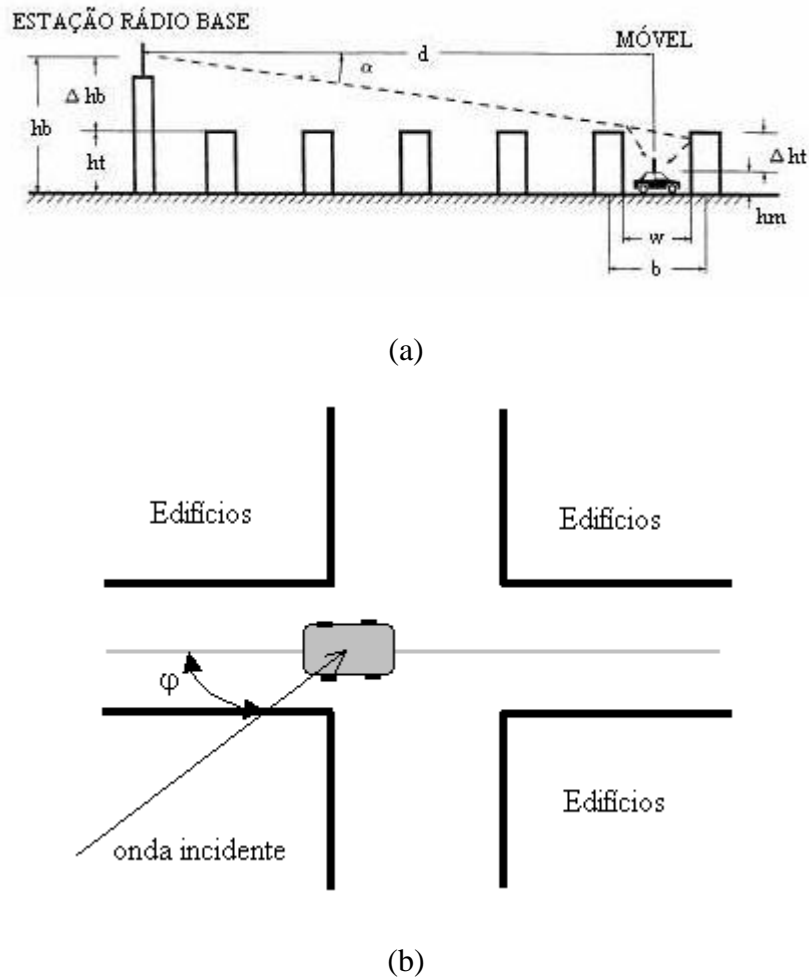 ESTAÇÃO RÁDIO BASE
MÓVEL
d
α
Δ hb
hb
ht
Δ ht
hm
w
b
(a)
Edifícios
Edifícios
φ
onda incidente
Edifícios
(b)